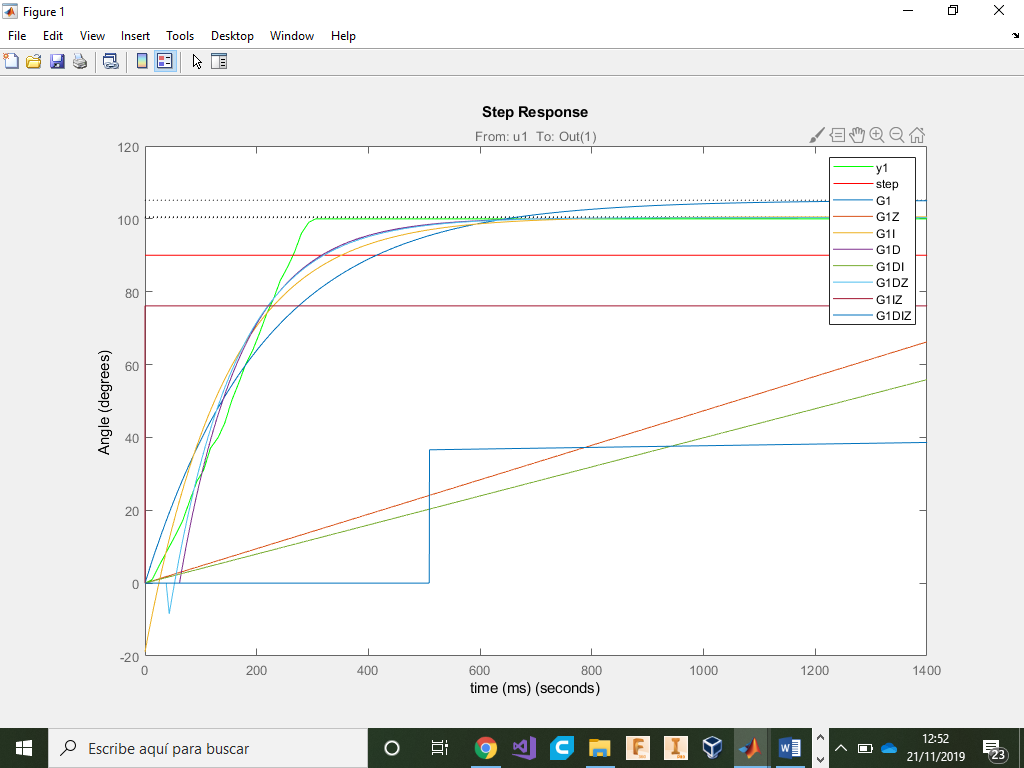 Figure 1
File Edit View Insert Tools Desktop Window Help
Step Response
From: u1 To: Out(1)
Angle (degrees)
120
100
80
60
40
20
0
-20
y1
step
G1
G1Z
G1I
G1D
G1DI
G1DZ
G1IZ
G1DIZ
0 200 400 600 800 1000 1200 1400
time (ms) (seconds)
Escribe aquí para buscar
12:52
21/11/2019
23